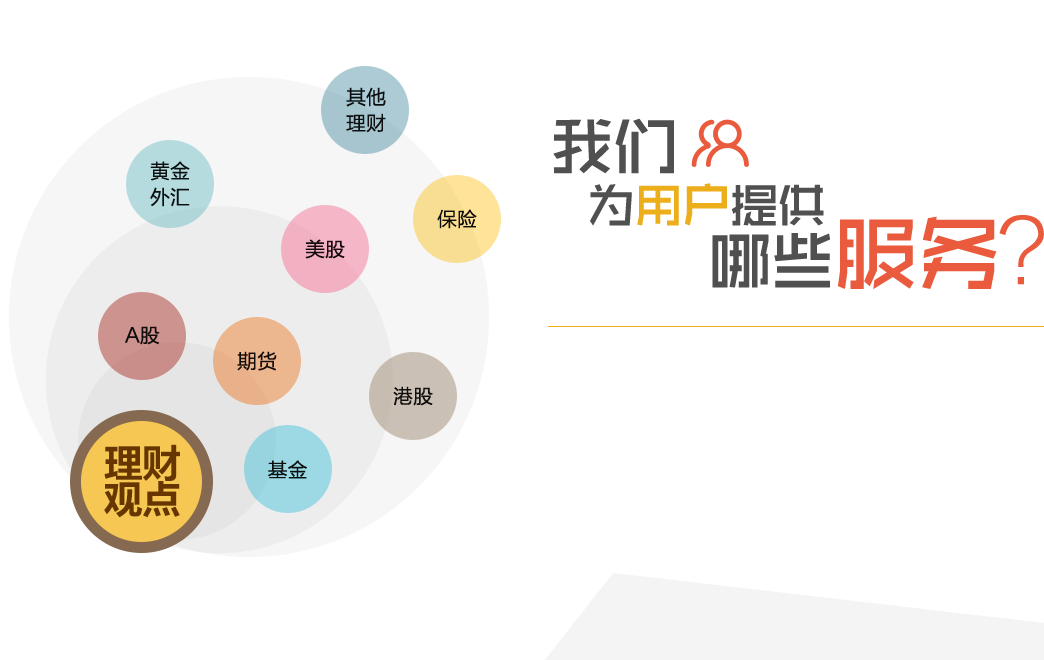 其他
理财
黄金
外汇
保险
美股
A股
期货
港股
基金
理财
观点
我们
为用户提供
哪些服务?